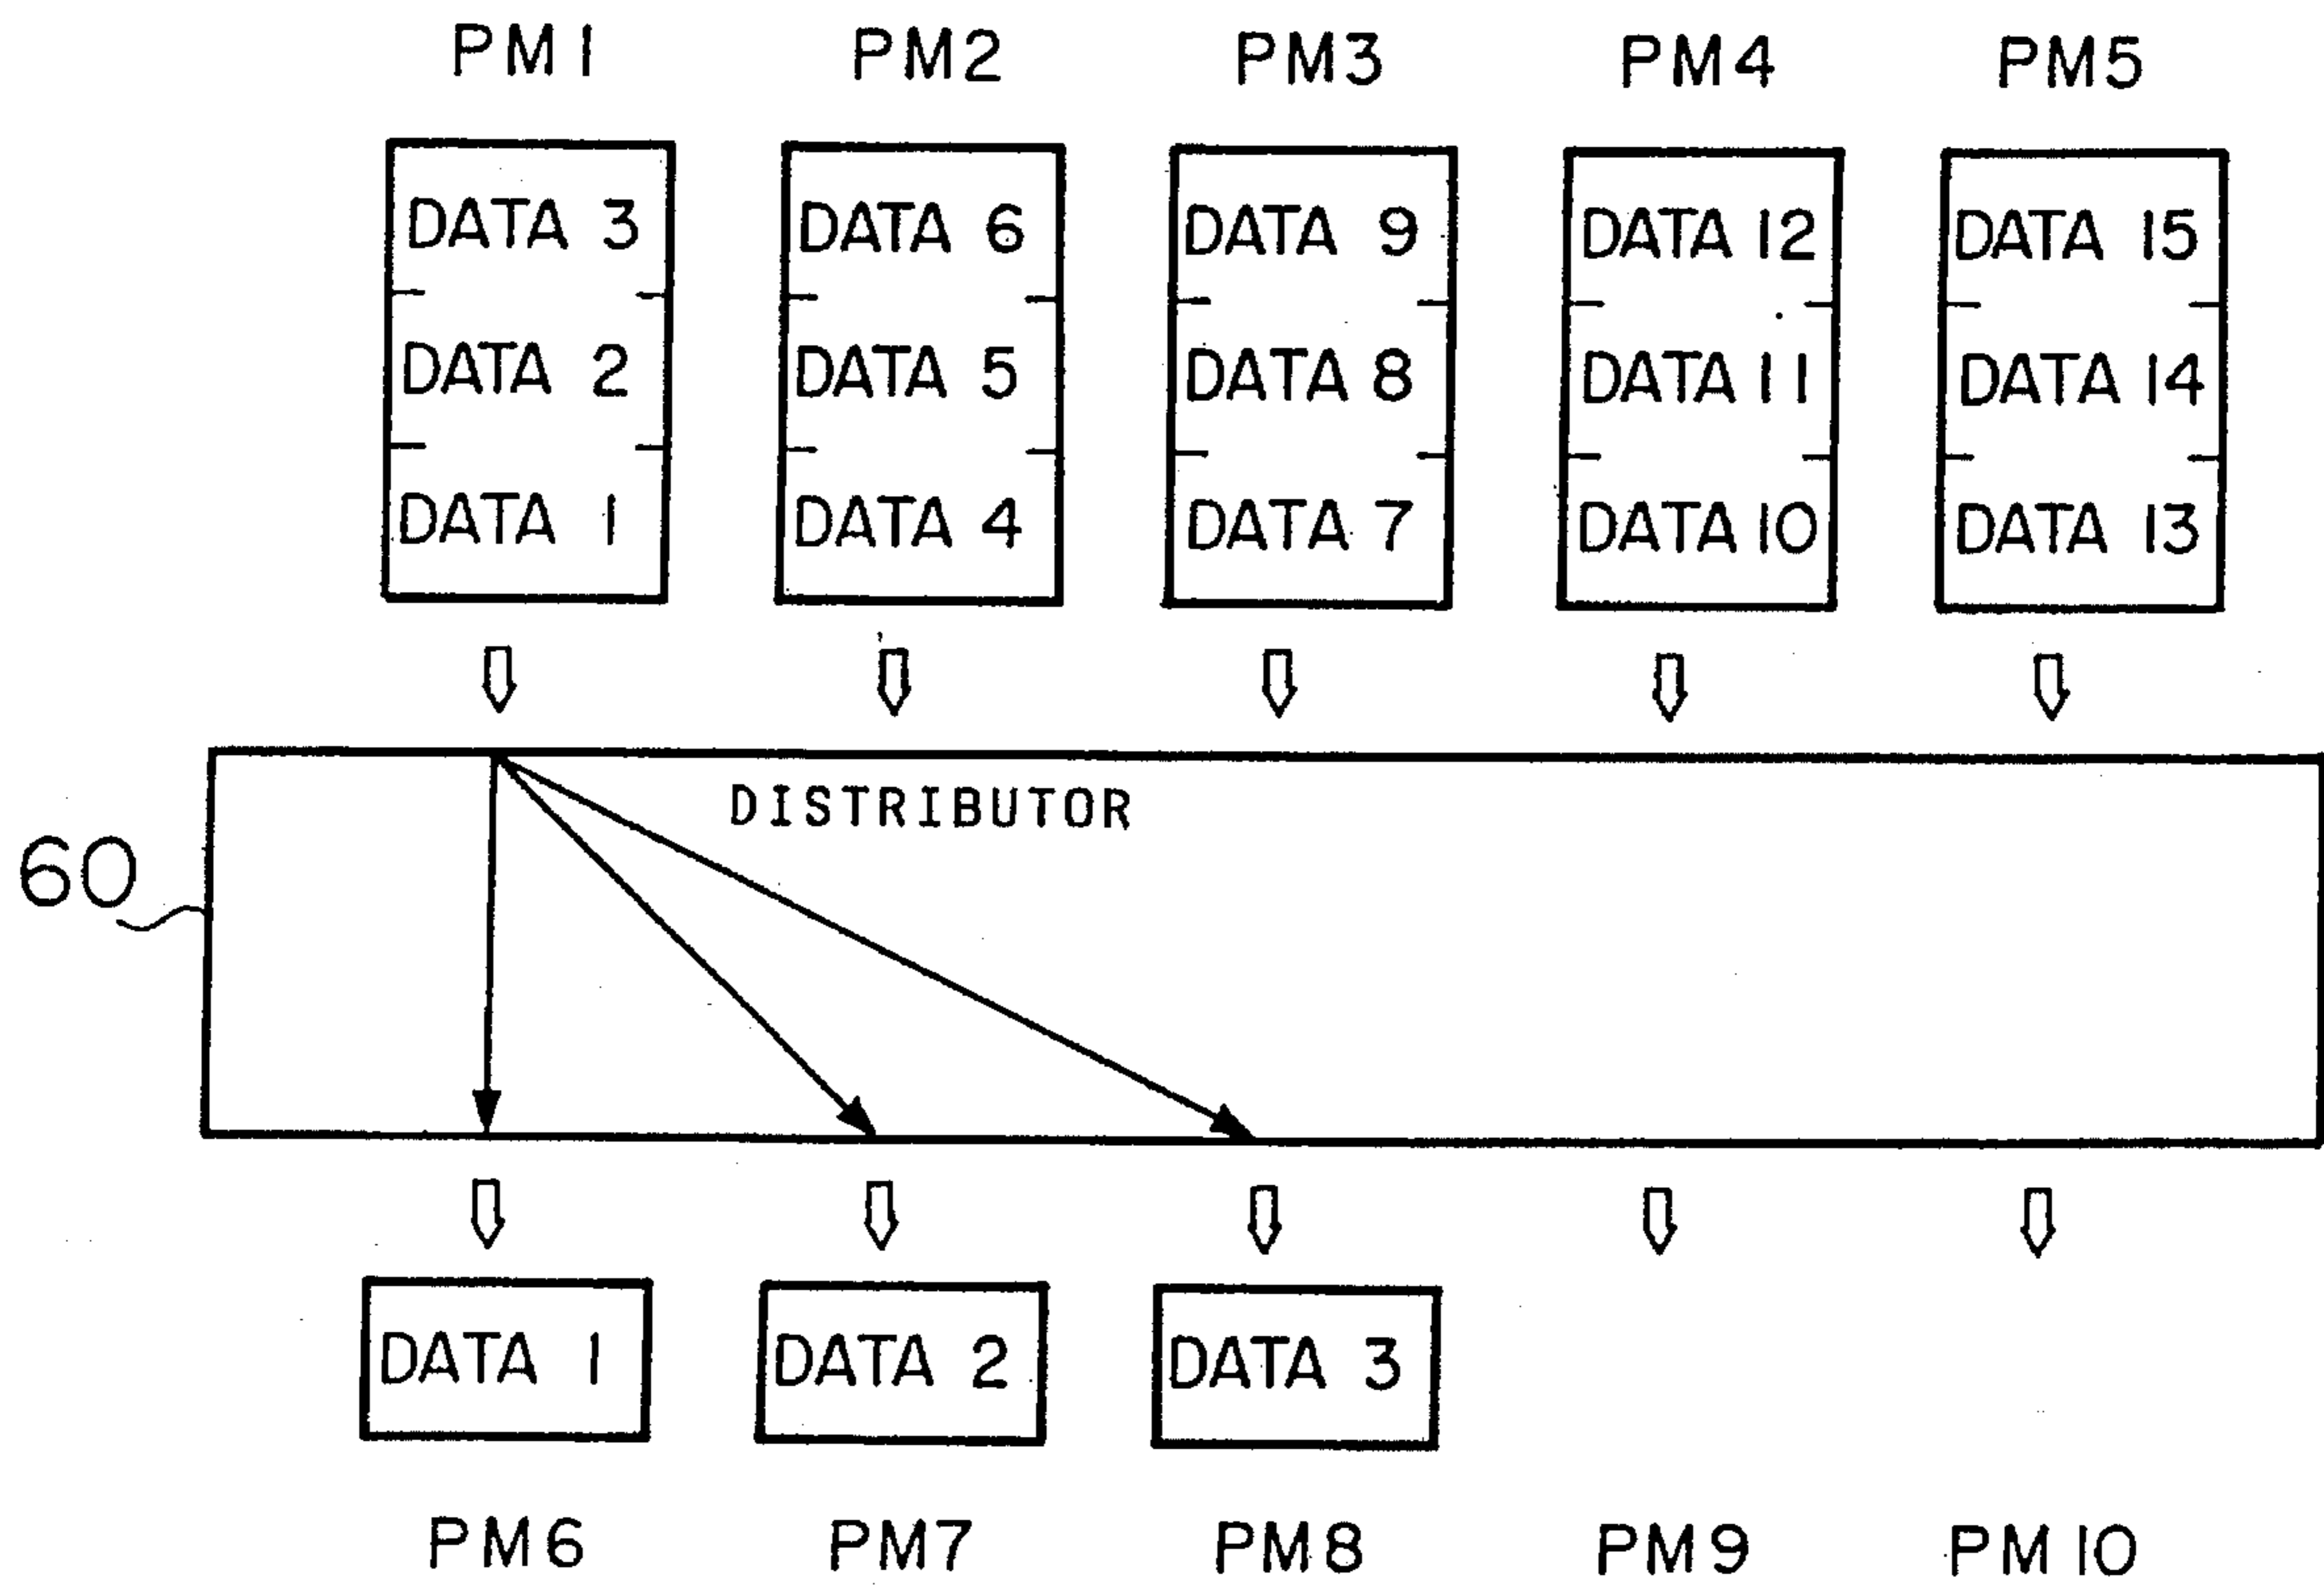 PM1 PM2 PM3 PM4 PM5
DATA 3 DATA 6 DATA 9 DATA 12 DATA 15
DATA 2 DATA 5 DATA 8 DATA 11 DATA 14
DATA 1 DATA 4 DATA 7 DATA 10 DATA 13
DISTRIBUTOR
60
DATA 1 DATA 2 DATA 3
PM6 PM7 PM8 PM9 PM10